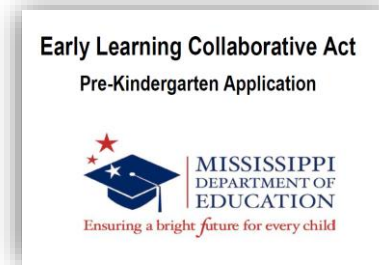 Early Learning Collaborative Act
Pre-Kindergarten Application
MISSISSIPPI
DEPARTMENT OF
EDUCATION
Ensuring a bright future for every child